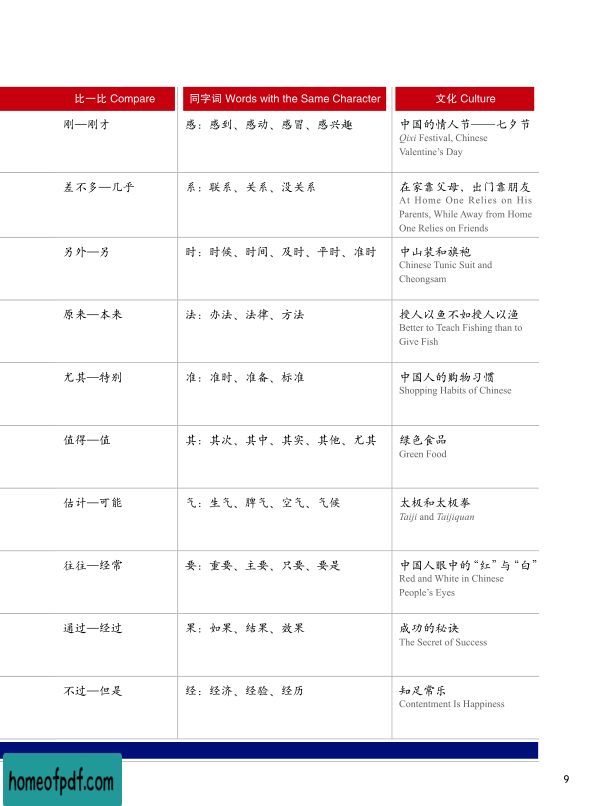 比一比 Compare
同字词 Words with the Same Character
文化 Culture
刚—刚才
感：感到、感动、感冒、感兴趣
中国的情人节——七夕节
Qixi Festival, Chinese
Valentine's Day
差不多—几乎
系：联系、关系、没关系
在家靠父母，出门靠朋友
At Home One Relies on His
Parents, While Away from Home
One Relies on Friends
另外—另
时：时候、时间、及时、平时、准时
中山装和旗袍
Chinese Tunic Suit and
Cheongsam
原来—本来
法：办法、法律、方法
授人以鱼不如授人以渔
Better to Teach Fishing than to
Give Fish
尤其—特别
准：准时、准备、标准
中国人的购物习惯
Shopping Habits of Chinese
值得—值
其：其次、其中、其实、其他、尤其
绿色食品
Green Food
估计—可能
气：生气、脾气、空气、气候
太极和太极拳
Taiji and Taijiquan
往往—经常
要：重要、主要、只要、要是
中国人眼中的“红”与“白”
Red and White in Chinese
People's Eyes
通过—经过
果：如果、结果、效果
成功的秘诀
The Secret of Success
不过—但是
经：经济、经验、经历
知足常乐
Contentment Is Happiness
homeofpdf.com
9